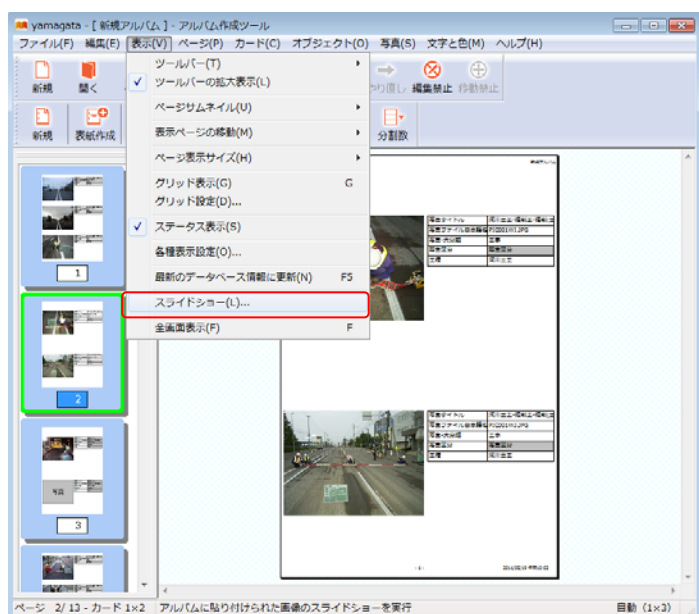 yamagata - [ 新規アルバム ] - アルバム作成ツール
ファイル(F) 編集(E) 表示(V) ページ(P) カード(C) オブジェクト(O) 写真(S) 文字と色(M) ヘルプ(H)
新規 開く やり直し 編集禁止 移動禁止
新規 表紙作成 分割数
ツールバー(T)
ツールバーの拡大表示(L)
ページサムネイル(U)
表示ページの移動(M)
ページ表示サイズ(H)
グリッド表示(G) G
グリッド設定(D)...
ステータス表示(S)
各種表示設定(O)...
最新のデータベース情報に更新(N) F5
スライドショー(L)...
全画面表示(F) F
1
2
写真
3
ページ 2/ 13 - カード 1×2 アルバムに貼り付けられた画像のスライドショーを実行 自動 (1×3)